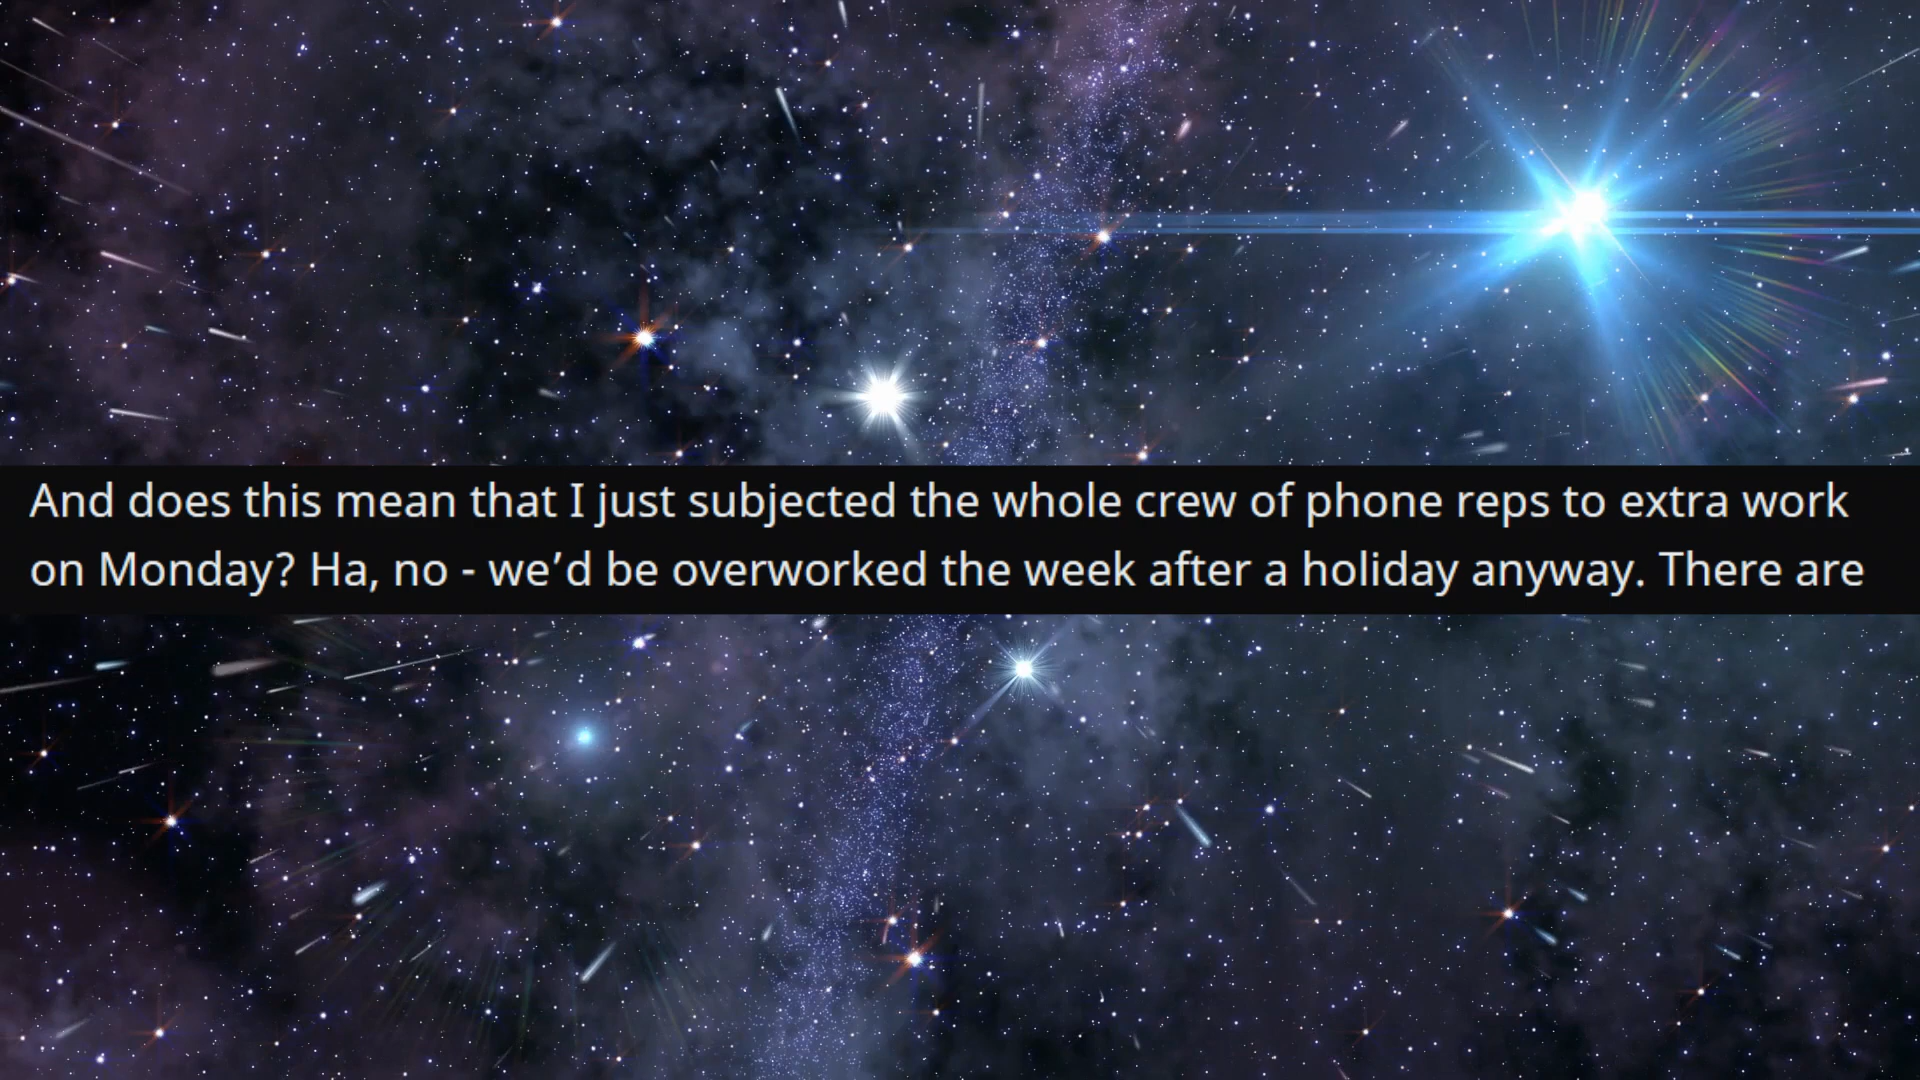 And does this mean that I just subjected the whole crew of phone reps to extra work
on Monday? Ha, no - we’d be overworked the week after a holiday anyway. There are